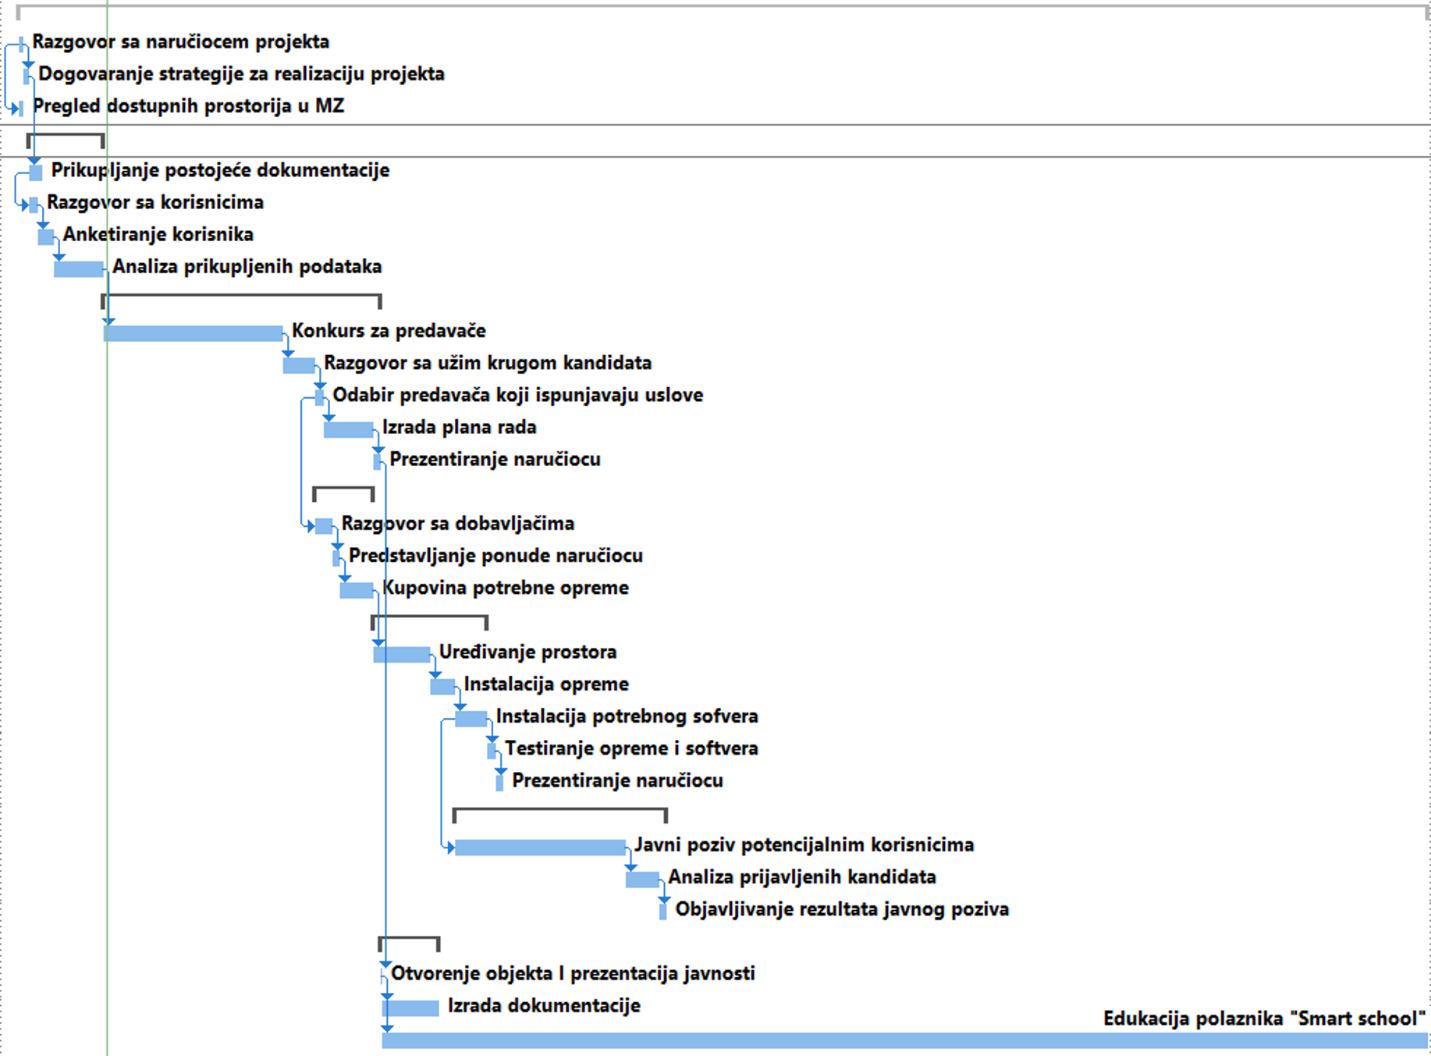 Razgovor sa naručiocem projekta
Dogovaranje strategije za realizaciju projekta
Pregled dostupnih prostorija u MZ
Prikupljanje postojeće dokumentacije
Razgovor sa korisnicima
Anketiranje korisnika
Analiza prikupljenih podataka
Konkurs za predavače
Razgovor sa užim krugom kandidata
Odabir predavača koji ispunjavaju uslove
Izrada plana rada
Prezentiranje naručiocu
Razgovor sa dobavljačima
Predstavljanje ponude naručiocu
Kupovina potrebne opreme
Uređivanje prostora
Instalacija opreme
Instalacija potrebnog sofvera
Testiranje opreme i softvera
Prezentiranje naručiocu
Javni poziv potencijalnim korisnicima
Analiza prijavljenih kandidata
Objavljivanje rezultata javnog poziva
Otvorenje objekta I prezentacija javnosti
Izrada dokumentacije
Edukacija polaznika "Smart school"